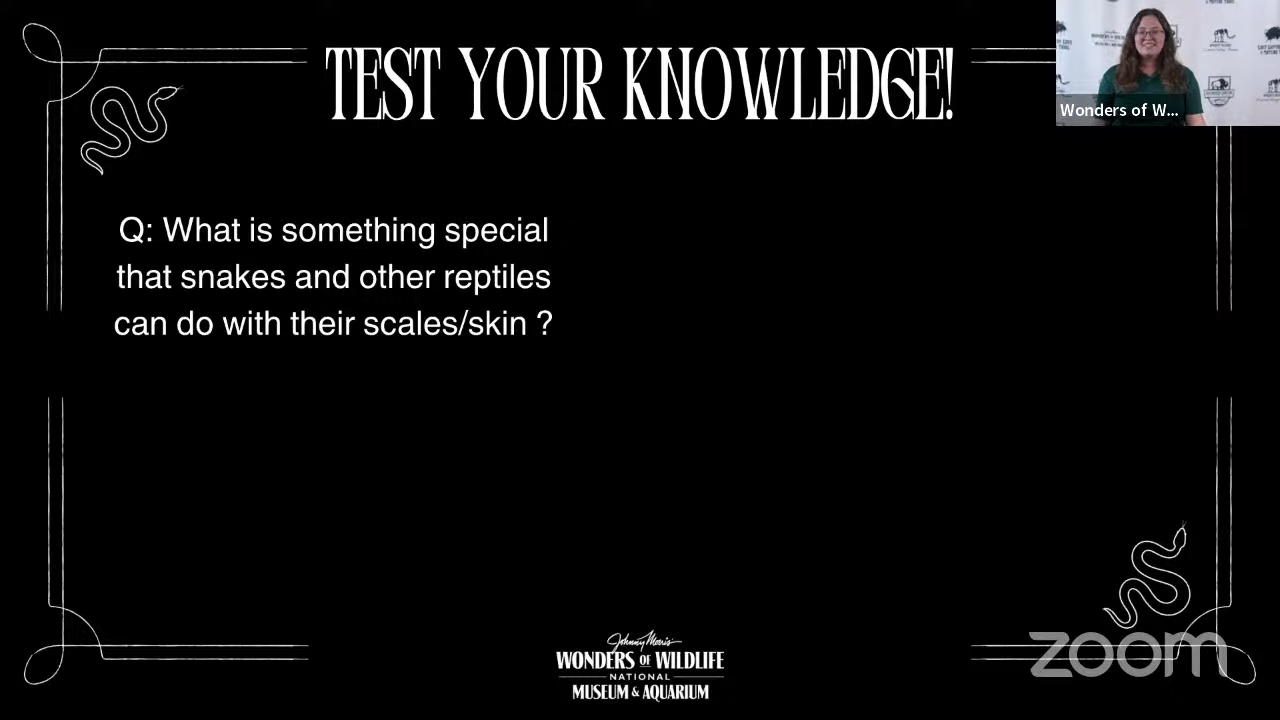 TEST YOUR KNOWLEDGE!
Wonders of W...
Q: What is something special
that snakes and other reptiles
can do with their scales/skin ?
Johnny Morris
WONDERS OF WILDLIFE
NATIONAL
MUSEUM & AQUARIUM
zoom